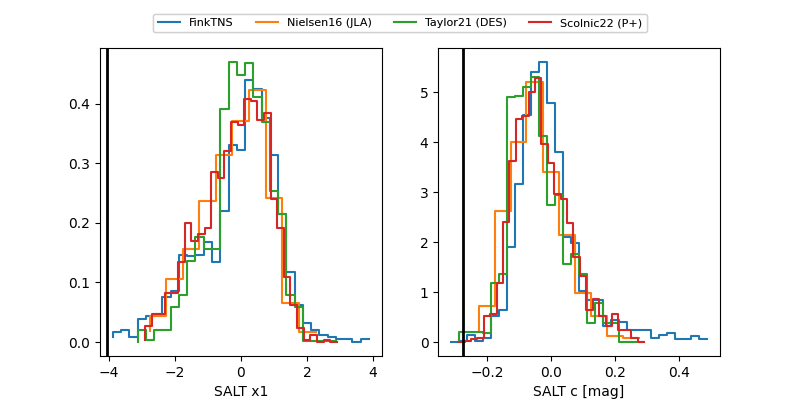 FinkTNS Nielsen16 (JLA) Taylor21 (DES) Scolnic22 (P+)
0.4
0.3
0.2
0.1
0.0
−4 −2 0 2 4
SALT x1
5
4
3
2
1
0
−0.2 0.0 0.2 0.4
SALT c [mag]